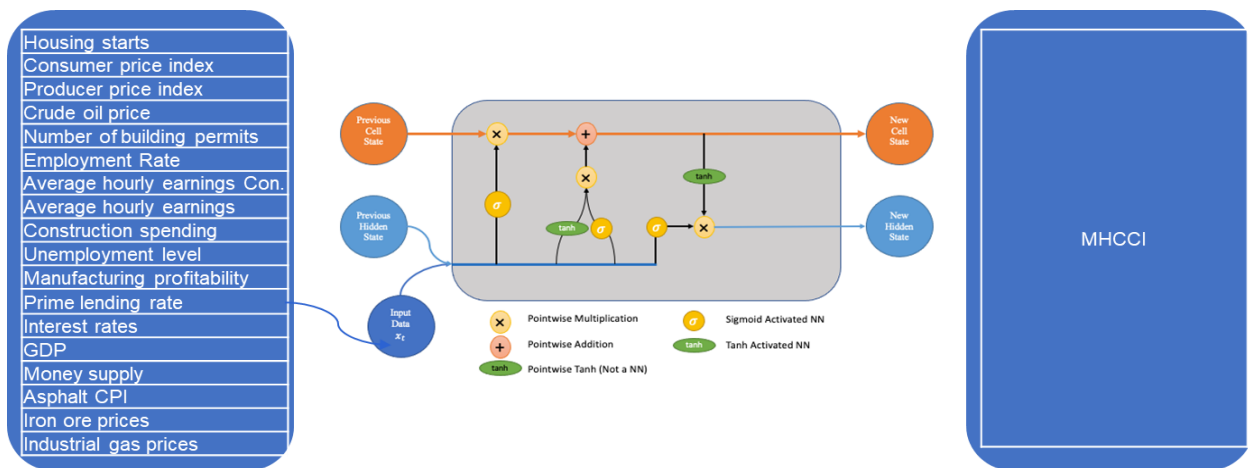 Housing starts
Consumer price index
Producer price index
Crude oil price
Number of building permits
Employment Rate
Average hourly earnings Con.
Average hourly earnings
Construction spending
Unemployment level
Manufacturing profitability
Prime lending rate
Interest rates
GDP
Money supply
Asphalt CPI
Iron ore prices
Industrial gas prices
Previous
Cell
State
Previous
Hidden
State
Input
Data
x_t
×
+
×
σ
tanh
σ
σ
tanh
×
New
Cell
State
New
Hidden
State
× Pointwise Multiplication
+ Pointwise Addition
tanh Pointwise Tanh (Not a NN)
σ Sigmoid Activated NN
tanh Tanh Activated NN
MHCCI